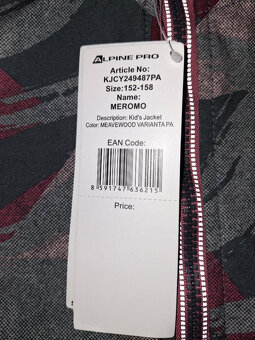 ALPINE PRO
Article No:
KJCY249487PA
Size:152-158
Name:
MEROMO
Description: Kid's Jacket
Color: MEAVEWOOD VARIANTA PA
EAN Code:
8 591747 636215
Price: